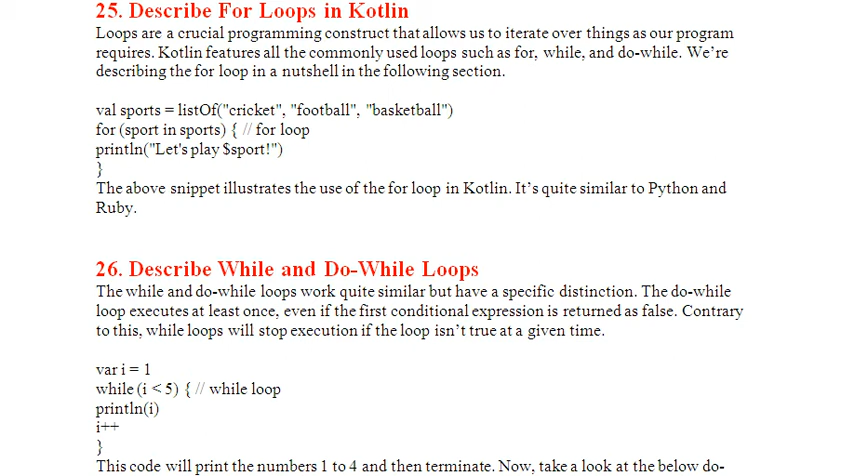 25. Describe For Loops in Kotlin
Loops are a crucial programming construct that allows us to iterate over things as our program
requires. Kotlin features all the commonly used loops such as for, while, and do-while. We’re
describing the for loop in a nutshell in the following section.
val sports = listOf("cricket", "football", "basketball")
for (sport in sports) { // for loop
println("Let's play $sport!")
}
The above snippet illustrates the use of the for loop in Kotlin. It’s quite similar to Python and
Ruby.
26. Describe While and Do-While Loops
The while and do-while loops work quite similar but have a specific distinction. The do-while
loop executes at least once, even if the first conditional expression is returned as false. Contrary
to this, while loops will stop execution if the loop isn’t true at a given time.
var i = 1
while (i < 5) { // while loop
println(i)
i++
}
This code will print the numbers 1 to 4 and then terminate. Now, take a look at the below do-